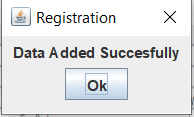 Registration
Data Added Succesfully
Ok